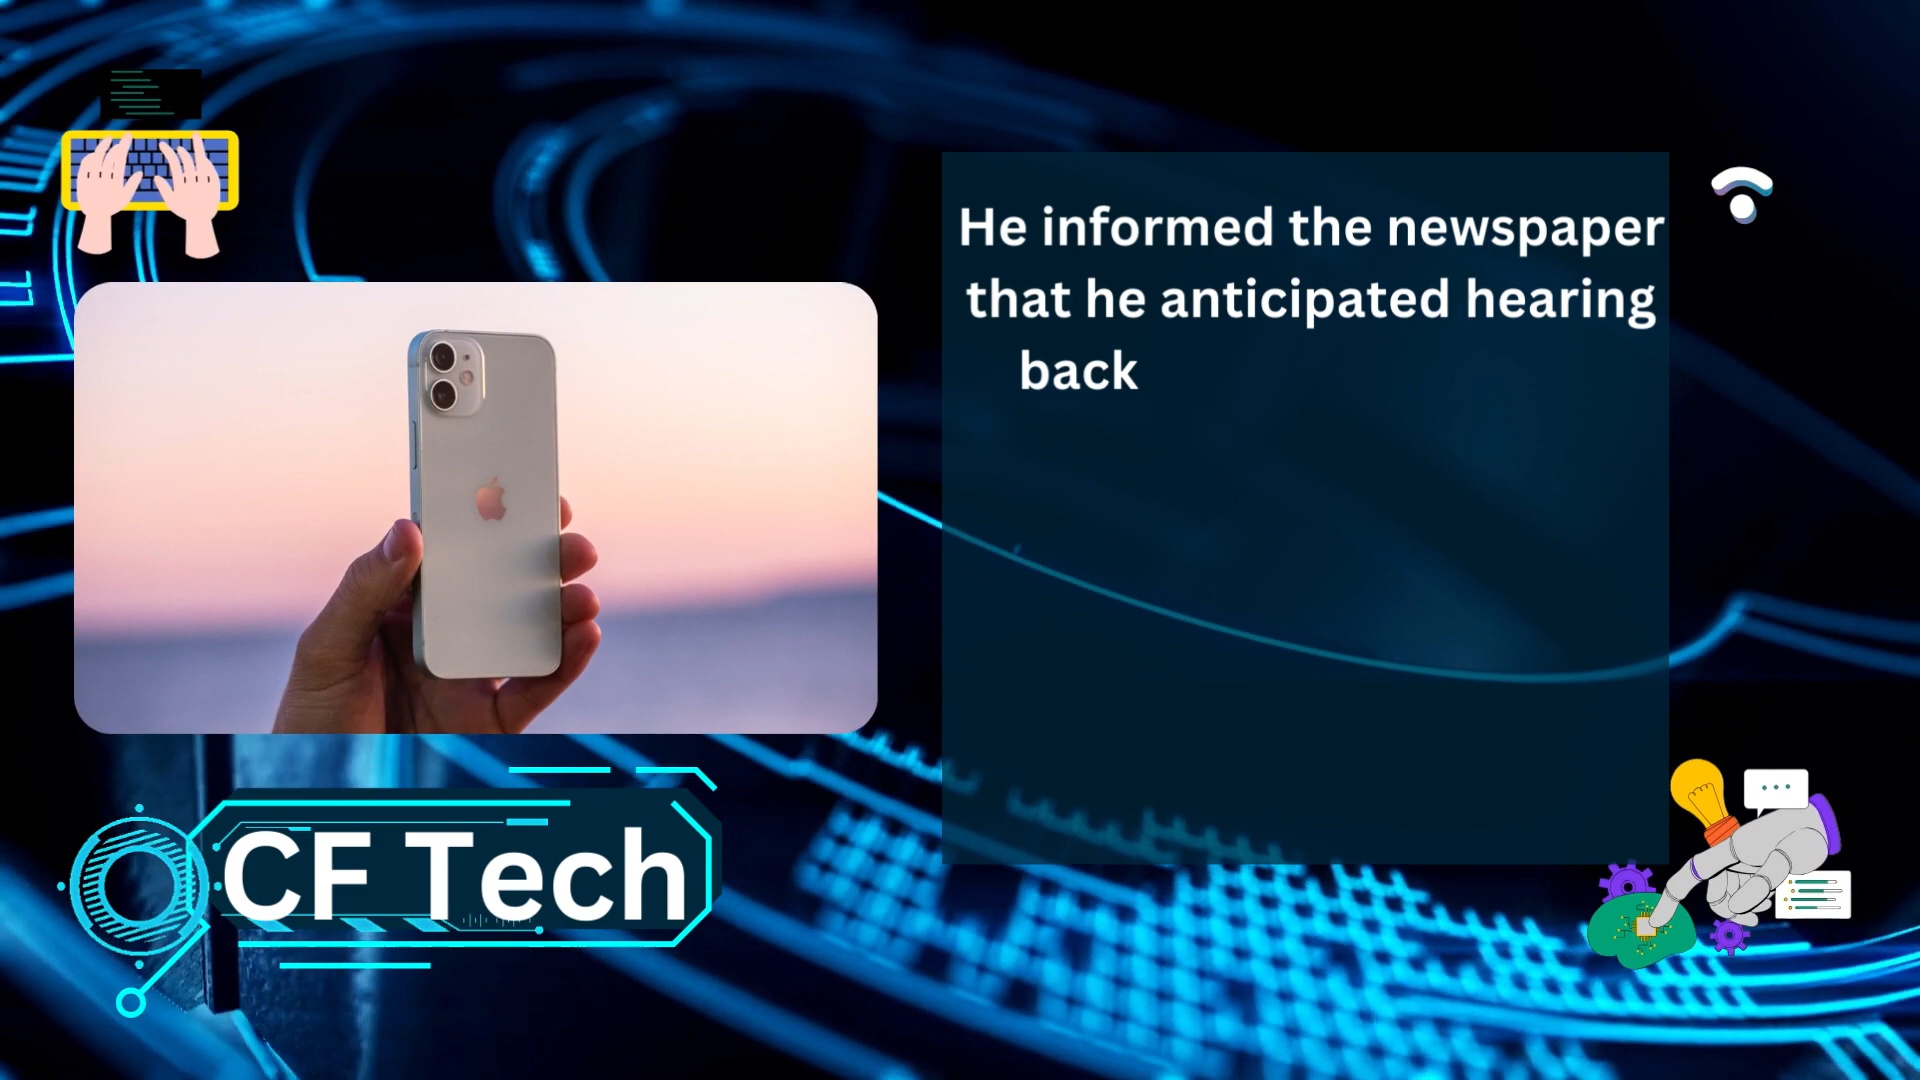 He informed the newspaper
that he anticipated hearing
back
CF Tech